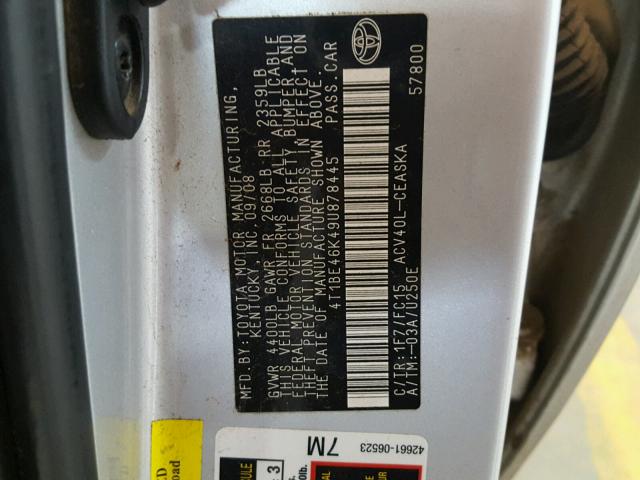 MFD.BY:TOYOTA MOTOR MANUFACTURING,
KENTUCKY, INC 09/08
GVWR 4400LB GAWR FR 2668LB RR 2359LB
THIS VEHICLE CONFORMS TO ALL APPLICABLE
FEDERAL MOTOR VEHICLE SAFETY, BUMPER, AND
THEFT PREVENTION STANDARDS IN EFFECT ON
THE DATE OF MANUFACTURE SHOWN ABOVE.
4T1BE46K49U878445 PASS.CAR
C/TR:1F7/FC15 ACV40L-CEASKA
A/TM:-03A/U250E 57800
42661-06523
7M
3
oad